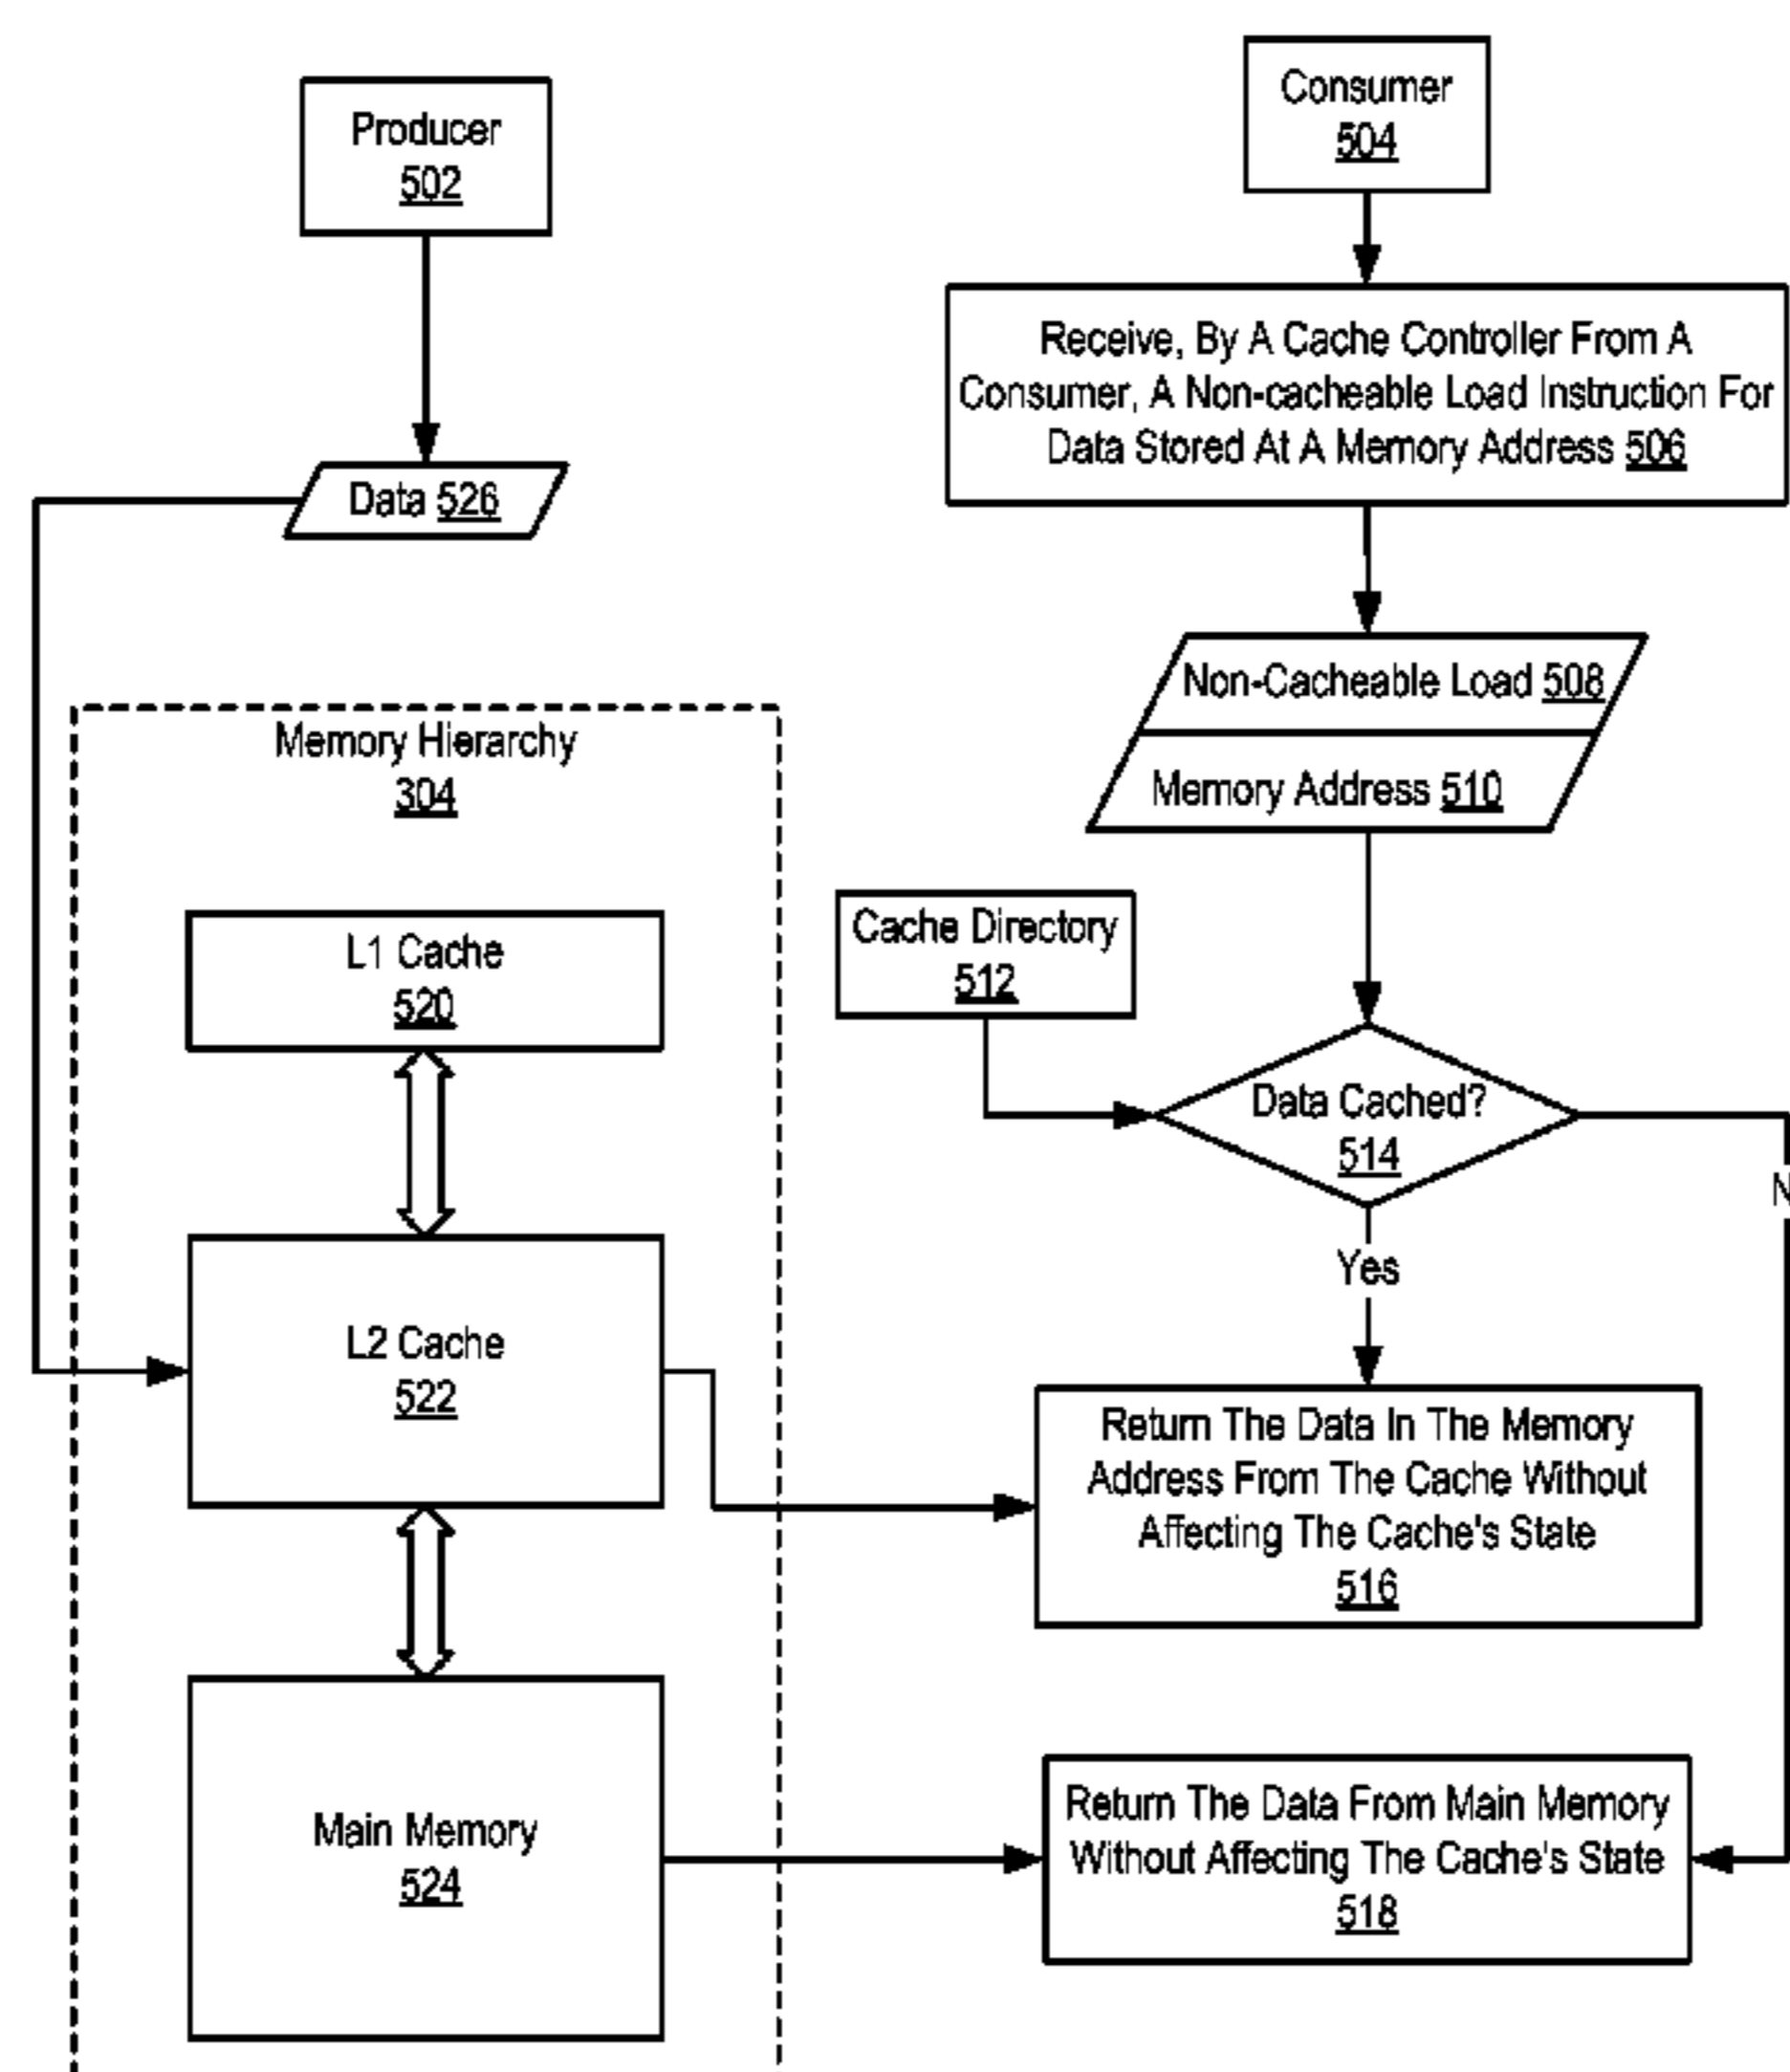 Producer
502
Consumer
504
Receive, By A Cache Controller From A
Consumer, A Non-cacheable Load Instruction For
Data Stored At A Memory Address 506
Data 526
Non-Cacheable Load 508
Memory Address 510
Memory Hierarchy
304
Cache Directory
512
L1 Cache
520
Data Cached?
514
Yes
L2 Cache
522
Return The Data In The Memory
Address From The Cache Without
Affecting The Cache's State
516
Main Memory
524
Return The Data From Main Memory
Without Affecting The Cache's State
518